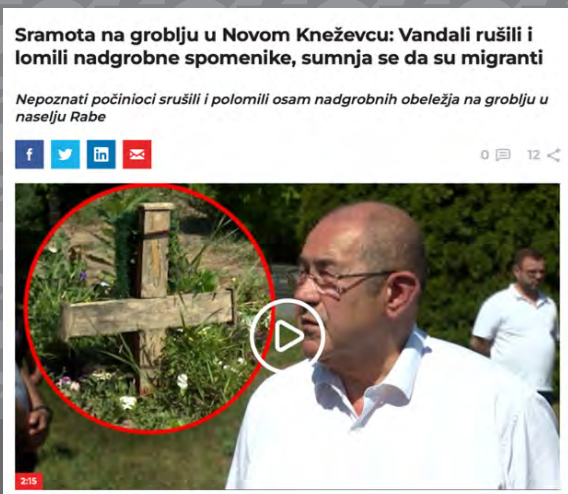 Sramota na groblju u Novom Kneževcu: Vandali rušili i
lomili nadgrobne spomenike, sumnja se da su migranti
Nepoznati počinioci srušili i polomili osam nadgrobnih obeležja na groblju u
naselju Rabe
f in 0 12
2:15